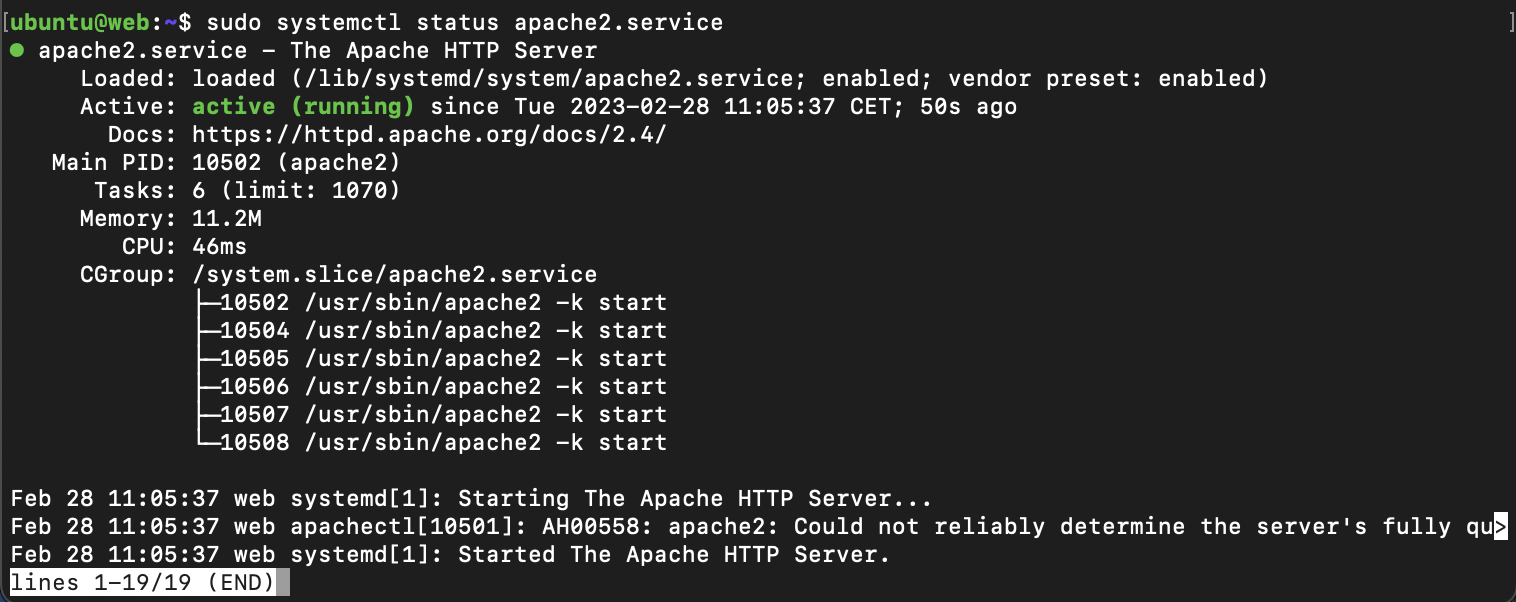 [ubuntu@web:~$ sudo systemctl status apache2.service ]
● apache2.service – The Apache HTTP Server
     Loaded: loaded (/lib/systemd/system/apache2.service; enabled; vendor preset: enabled)
     Active: active (running) since Tue 2023–02–28 11:05:37 CET; 50s ago
       Docs: https://httpd.apache.org/docs/2.4/
   Main PID: 10502 (apache2)
      Tasks: 6 (limit: 1070)
     Memory: 11.2M
        CPU: 46ms
     CGroup: /system.slice/apache2.service
             ├─10502 /usr/sbin/apache2 –k start
             ├─10504 /usr/sbin/apache2 –k start
             ├─10505 /usr/sbin/apache2 –k start
             ├─10506 /usr/sbin/apache2 –k start
             ├─10507 /usr/sbin/apache2 –k start
             └─10508 /usr/sbin/apache2 –k start
Feb 28 11:05:37 web systemd[1]: Starting The Apache HTTP Server...
Feb 28 11:05:37 web apachectl[10501]: AH00558: apache2: Could not reliably determine the server's fully qu>
Feb 28 11:05:37 web systemd[1]: Started The Apache HTTP Server.
lines 1–19/19 (END)